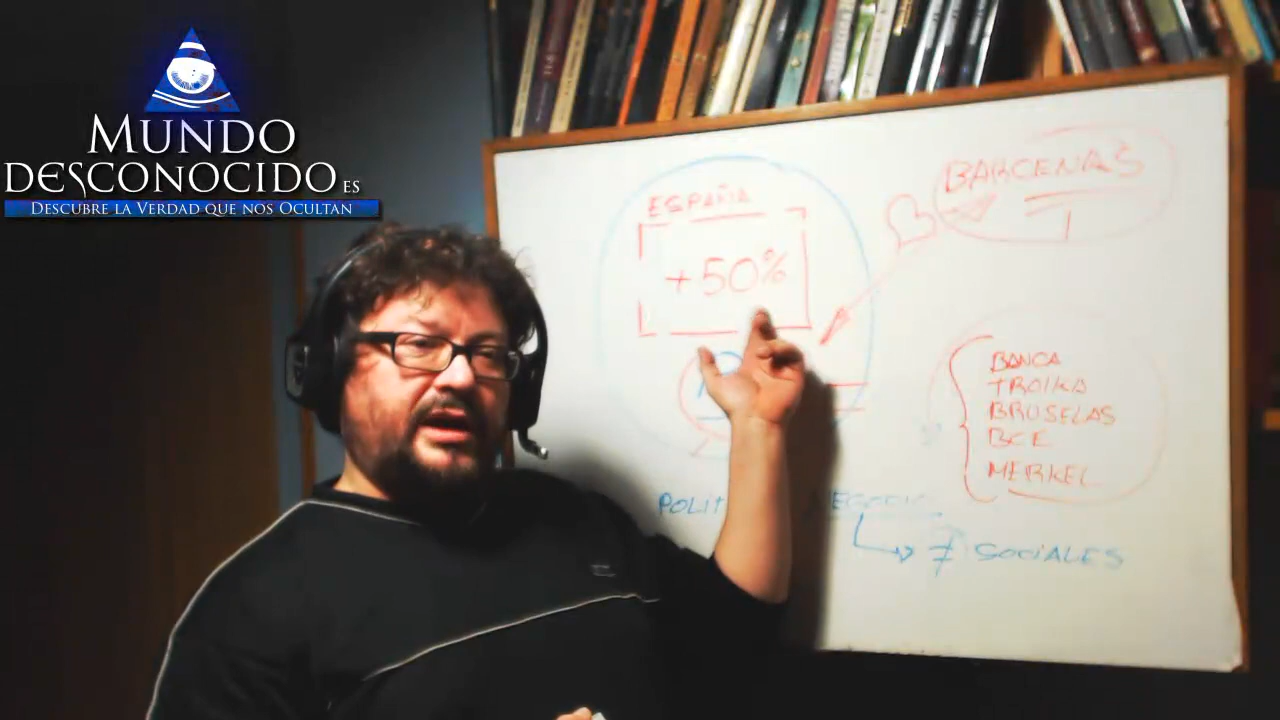 MUNDO
DESCONOCIDO ES
DESCUBRE LA VERDAD QUE NOS OCULTAN
ESPAÑA
+50%
BARCENAS
BANCA
TROIKA
BRUSELAS
BCE
MERKEL
≠ SOCIALES